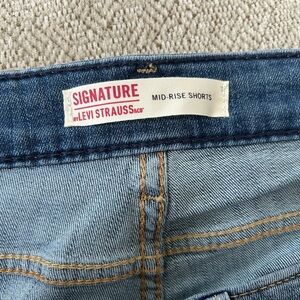 SIGNATURE
BY LEVI STRAUSS & CO
MID-RISE SHORTS